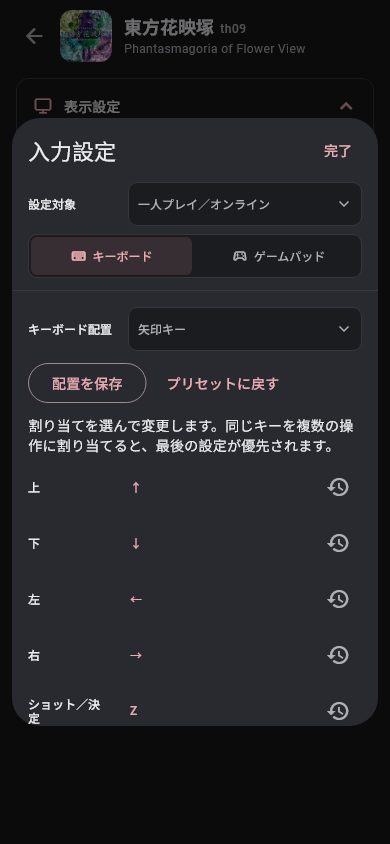 東方花映塚 th09
Phantasmagoria of Flower View
表示設定
入力設定
完了
設定対象
一人プレイ／オンライン
キーボード
ゲームパッド
キーボード配置
矢印キー
配置を保存
プリセットに戻す
割り当てを選んで変更します。同じキーを複数の操
作に割り当てると、最後の設定が優先されます。
上 ↑
下 ↓
左 ←
右 →
ショット／決
定
Z